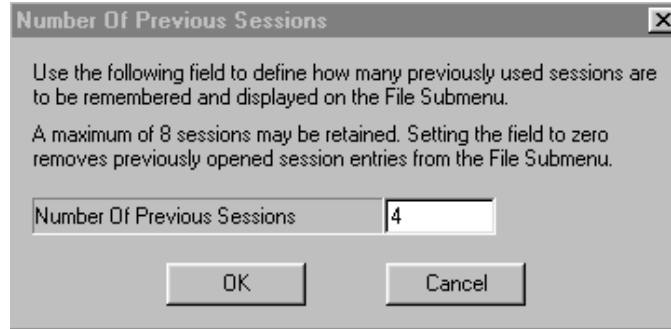 Number Of Previous Sessions
Use the following field to define how many previously used sessions are
to be remembered and displayed on the File Submenu.
A maximum of 8 sessions may be retained. Setting the field to zero
removes previously opened session entries from the File Submenu.
Number Of Previous Sessions 4
OK Cancel